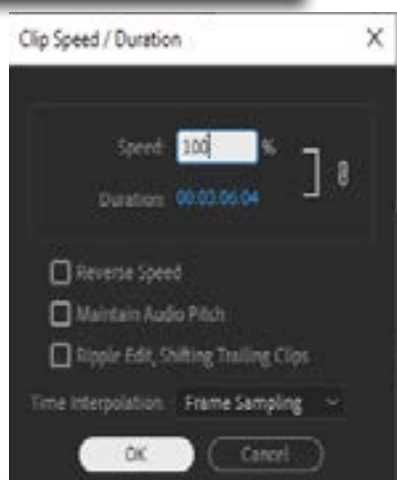 Clip Speed / Duration
Speed: 100 %
Duration: 00:03:06:04
Reverse Speed
Maintain Audio Pitch
Ripple Edit, Shifting Trailing Clips
Time Interpolation: Frame Sampling
OK Cancel